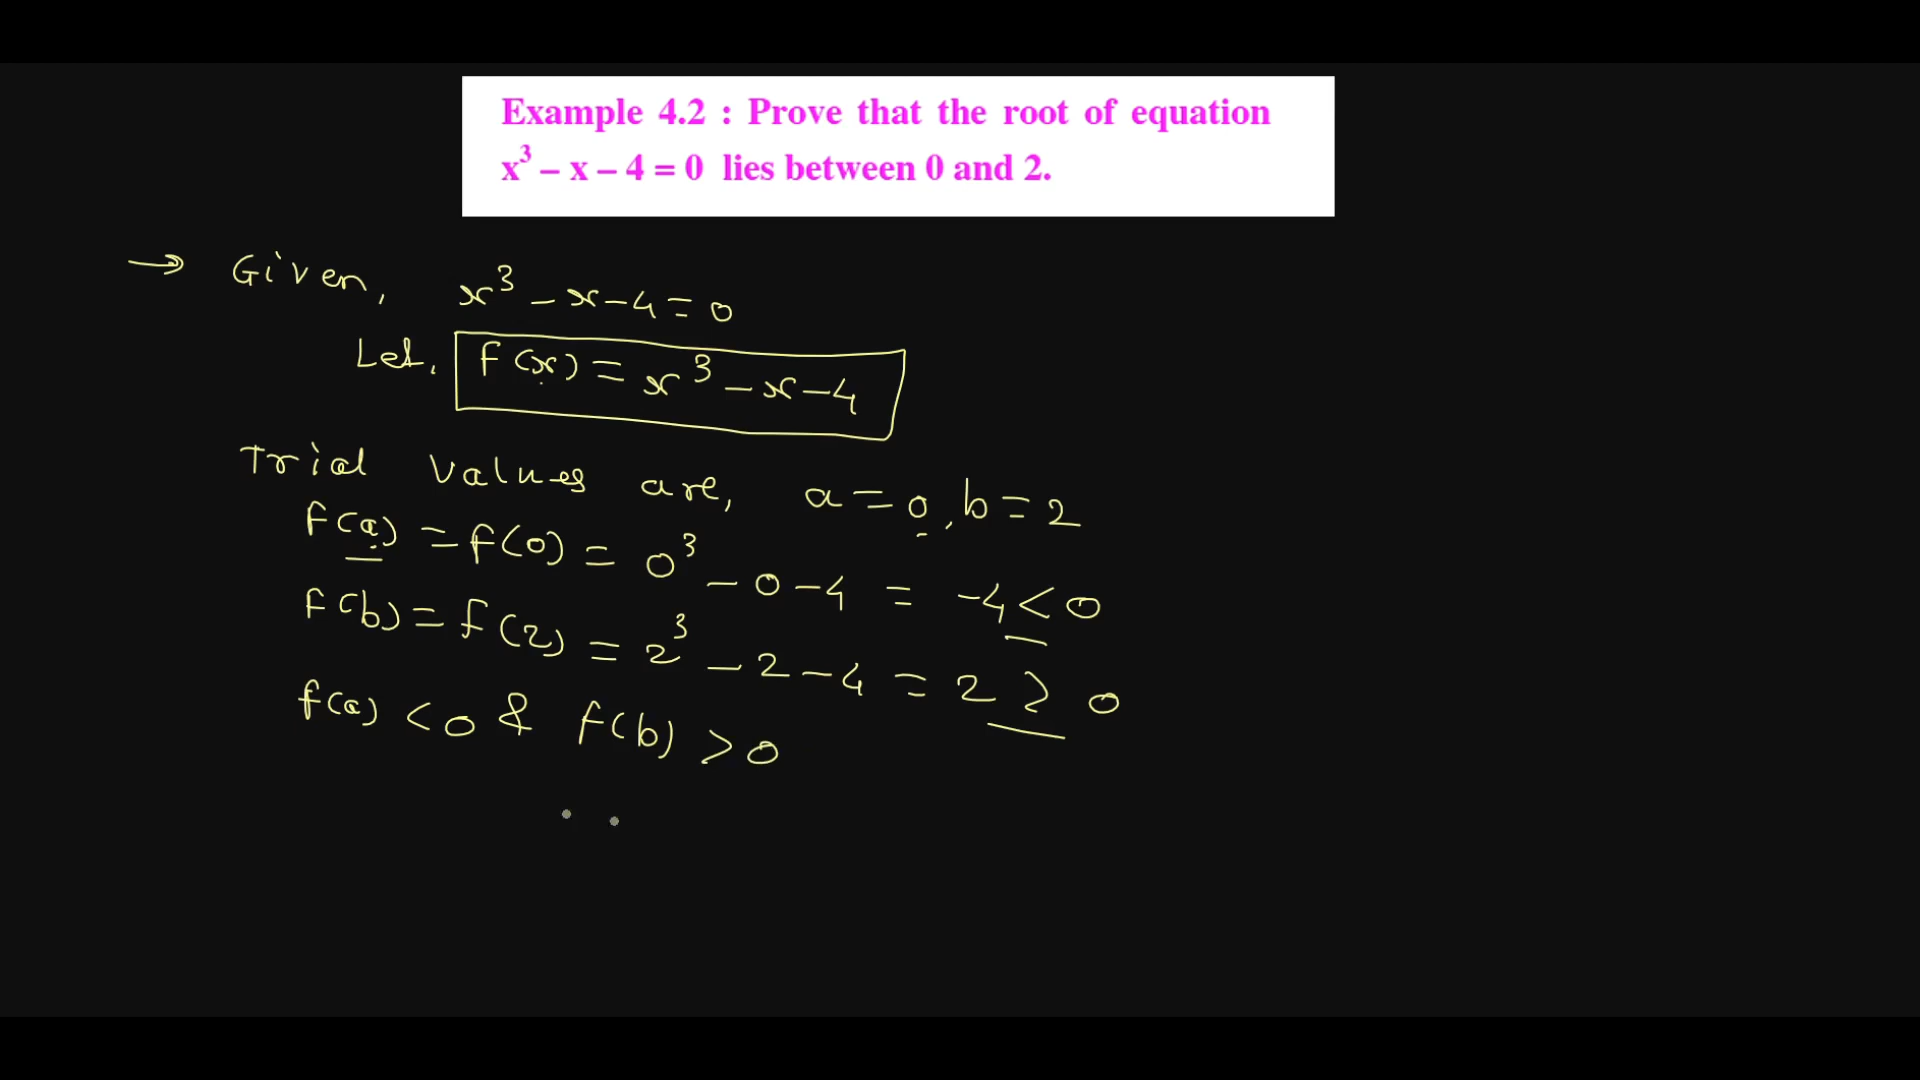 Example 4.2 : Prove that the root of equation
x³ – x – 4 = 0 lies between 0 and 2.
→ Given, x³ - x - 4 = 0
Let, f(x) = x³ - x - 4
Trial values are, a = 0, b = 2
f(a) = f(0) = 0³ - 0 - 4 = -4 < 0
f(b) = f(2) = 2³ - 2 - 4 = 2 > 0
f(a) < 0 & f(b) > 0